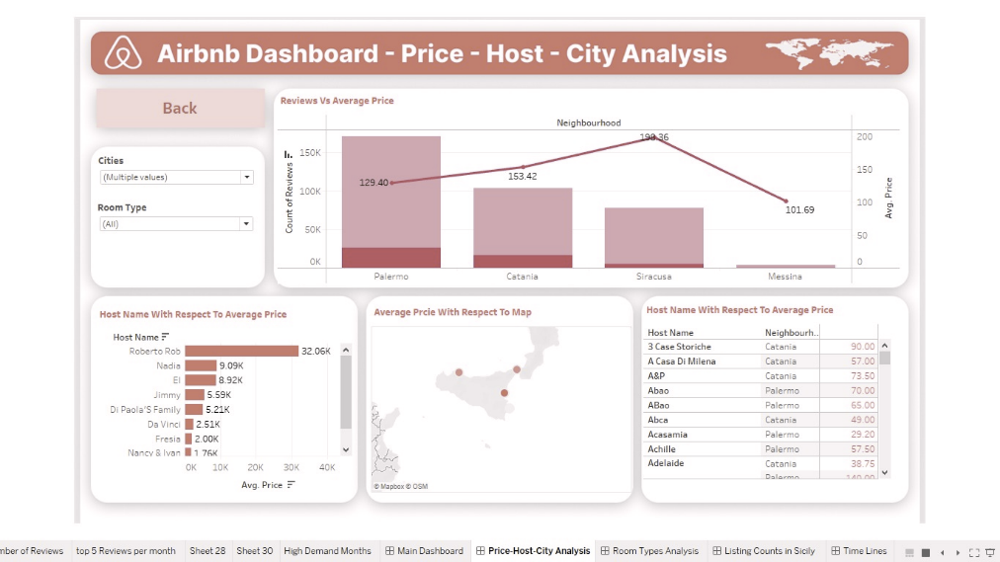 Airbnb Dashboard - Price - Host - City Analysis
Back
Cities
(Multiple values)
Room Type
(All)
Reviews Vs Average Price
Neighbourhood
Count of Reviews
150K
100K
50K
0K
129.40
153.42
198.36
101.69
200
150
100
50
0
Avg. Price
Palermo
Catania
Siracusa
Messina
Host Name With Respect To Average Price
Host Name
Roberto Rob 32.06K
Nadia 9.09K
El 8.92K
Jimmy 5.59K
Di Paola'S Family 5.21K
Da Vinci 2.51K
Fresia 2.00K
Nancy & Ivan 1.76K
0K 10K 20K 30K 40K
Avg. Price
Average Prcie With Respect To Map
© Mapbox © OSM
Host Name With Respect To Average Price
Host Name Neighbourh..
3 Case Storiche Catania 90.00
A Casa Di Milena Catania 57.00
A&P Catania 73.50
Abao Palermo 70.00
ABao Palermo 65.00
Abca Catania 49.00
Acasamia Palermo 29.20
Achille Palermo 57.50
Adelaide Catania 38.75
Palermo 140.00
mber of Reviews top 5 Reviews per month Sheet 28 Sheet 30 High Demand Months Main Dashboard Price-Host-City Analysis Room Types Analysis Listing Counts in Sicily Time Lines